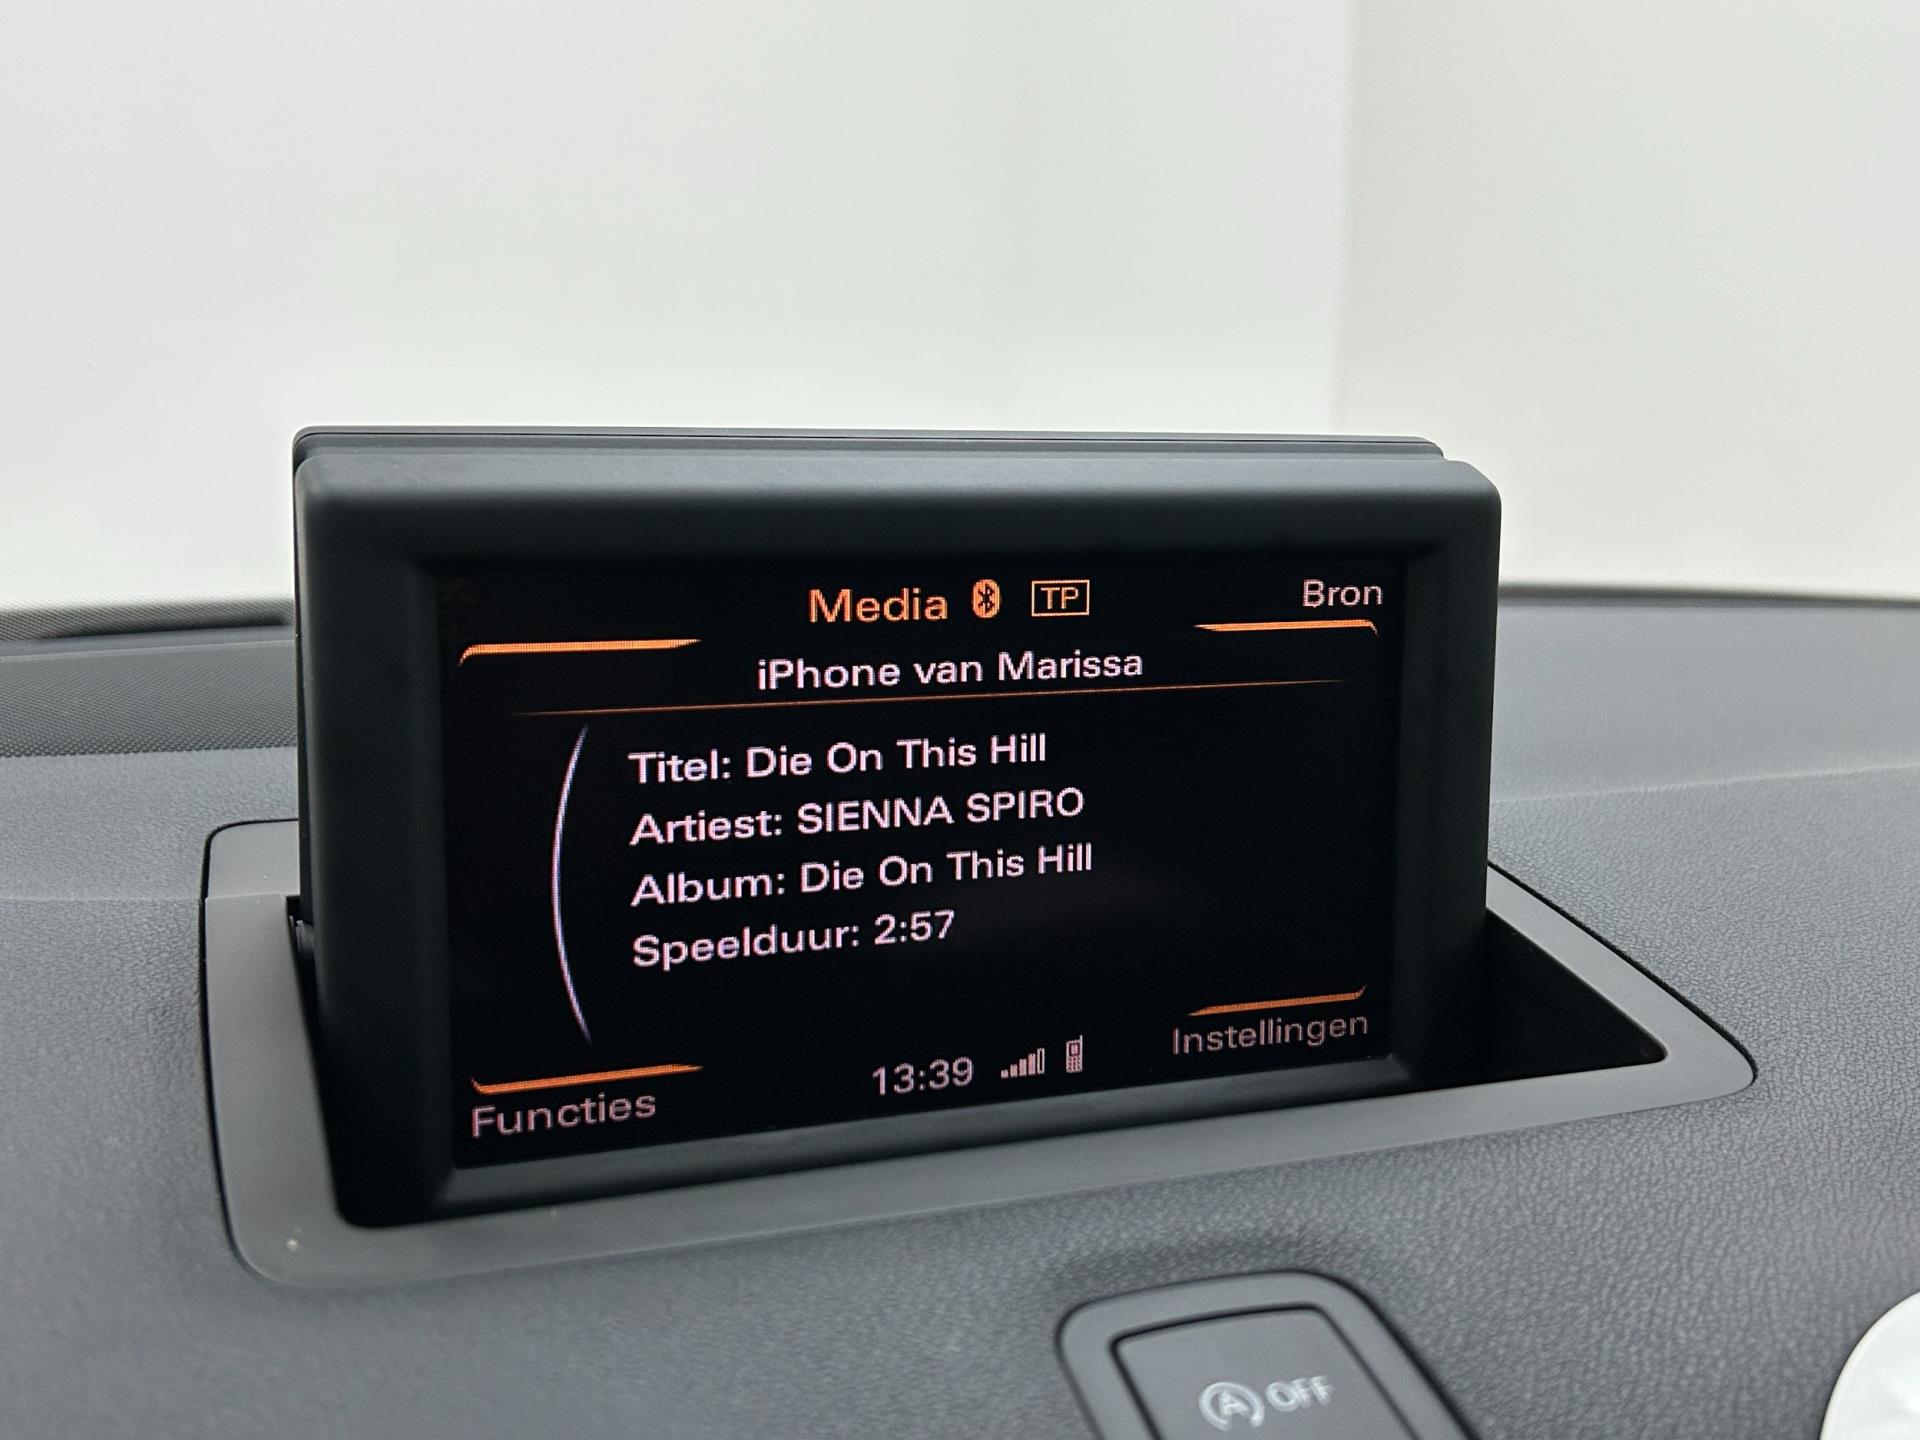 Media TP
Bron
iPhone van Marissa
Titel: Die On This Hill
Artiest: SIENNA SPIRO
Album: Die On This Hill
Speelduur: 2:57
Instellingen
13:39
Functies
A OFF